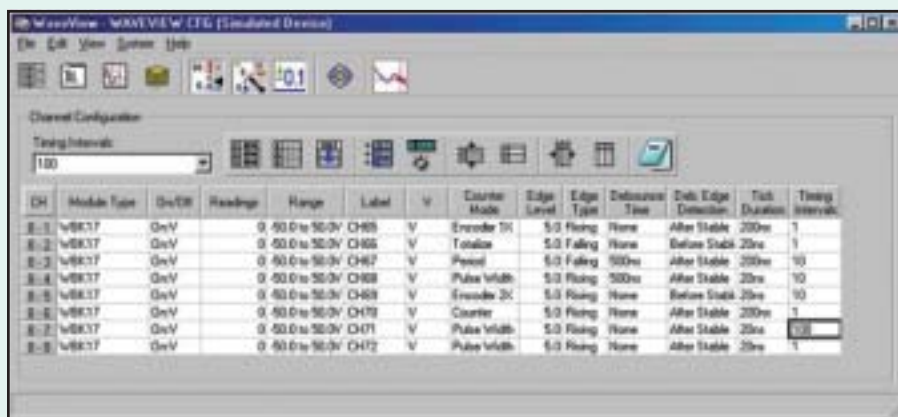 WaveView - WAVEVIEW.CFG (Simulated Device)
File Edit View System Help
Channel Configuration
Timing Intervals
100
CH Module Type On/Off Readings Range Label V Counter Mode Edge Level Edge Type Debounce Time Deb. Edge Detection Tick Duration Timing Intervals
8-1 WBK17 On-V 0 -50.0 to 50.0V CH65 V Encoder 1X 5.0 Rising None After Stable 200ns 1
8-2 WBK17 On-V 0 -50.0 to 50.0V CH66 V Totalize 5.0 Falling None Before Stabl 20ns 1
8-3 WBK17 On-V 0 -50.0 to 50.0V CH67 V Period 5.0 Falling 500ns After Stable 200ns 10
8-4 WBK17 On-V 0 -50.0 to 50.0V CH68 V Pulse Width 5.0 Rising 500ns After Stable 20ns 10
8-5 WBK17 On-V 0 -50.0 to 50.0V CH69 V Encoder 2X 5.0 Rising None Before Stabl 20ns 10
8-6 WBK17 On-V 0 -50.0 to 50.0V CH70 V Counter 5.0 Rising None After Stable 200ns 1
8-7 WBK17 On-V 0 -50.0 to 50.0V CH71 V Pulse Width 5.0 Rising None After Stable 20ns 100
8-8 WBK17 On-V 0 -50.0 to 50.0V CH72 V Pulse Width 5.0 Rising None After Stable 20ns 1